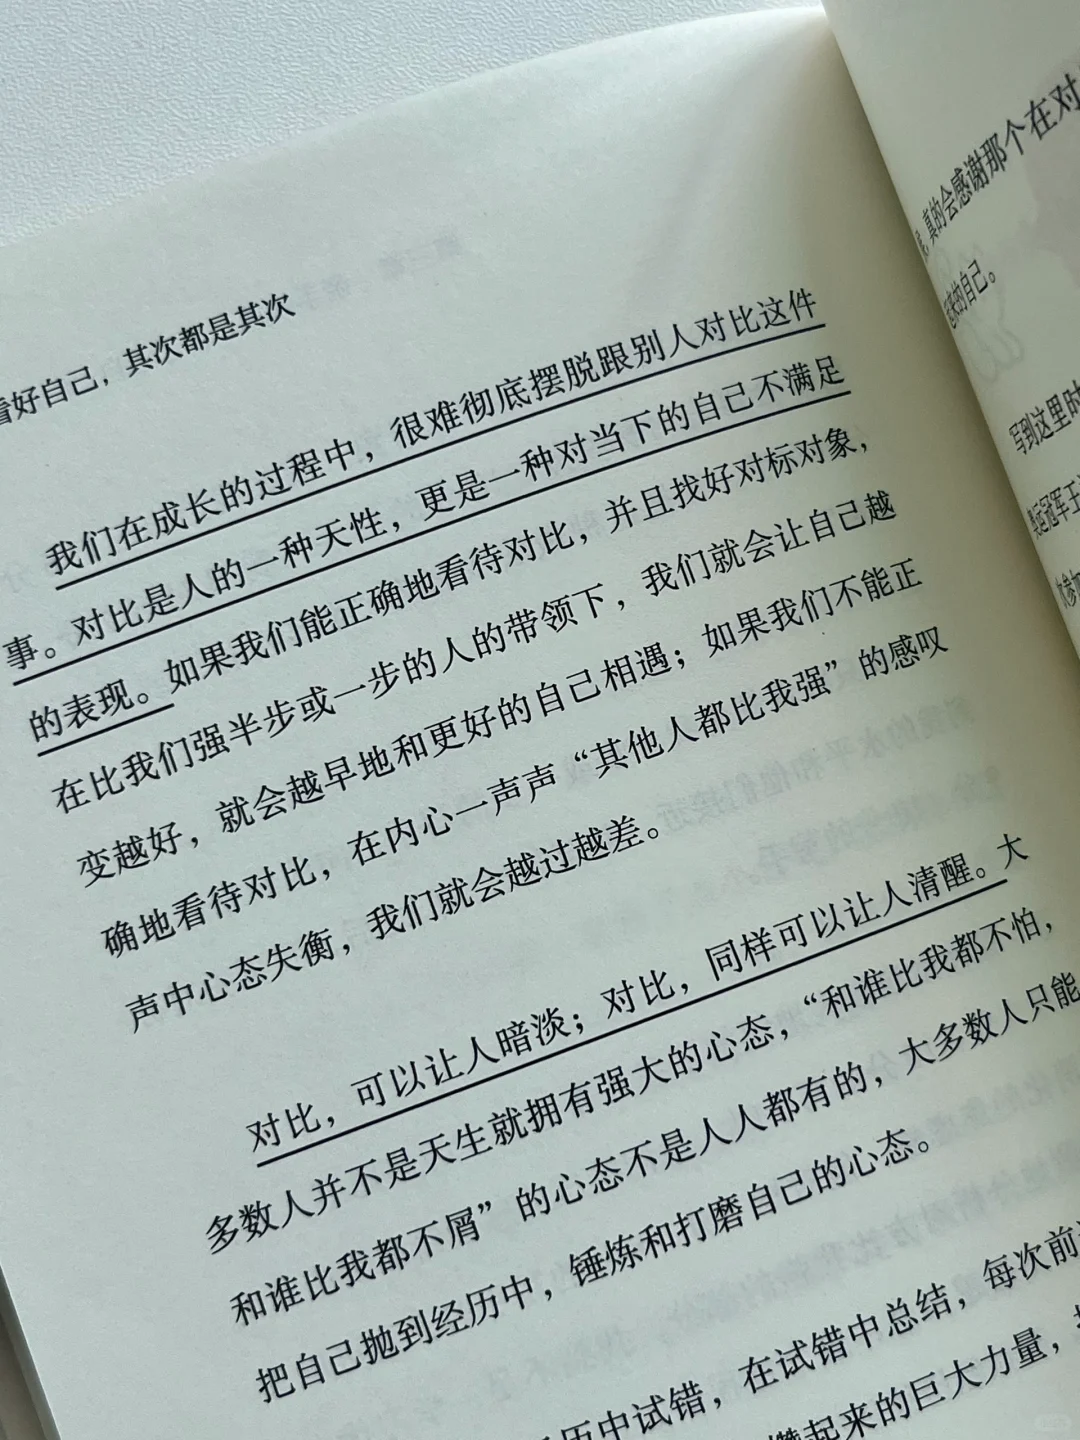 看好自己，其次都是其次
我们在成长的过程中，很难彻底摆脱跟别人对比这件
事。对比是人的一种天性，更是一种对当下的自己不满足
的表现。如果我们能正确地看待对比，并且找好对标对象，
在比我们强半步或一步的人的带领下，我们就会让自己越
变越好，就会越早地和更好的自己相遇；如果我们不能正
确地看待对比，在内心一声声“其他人都比我强”的感叹
声中心态失衡，我们就会越过越差。
对比，可以让人暗淡；对比，同样可以让人清醒。大
多数人并不是天生就拥有强大的心态，“和谁比我都不怕，
和谁比我都不屑”的心态不是人人都有的，大多数人只能
把自己抛到经历中，锤炼和打磨自己的心态。
历中试错，在试错中总结，每次前
起来的巨大力量，
真的会感谢那个在对
的自己。
写到这里时
冠军王
参加